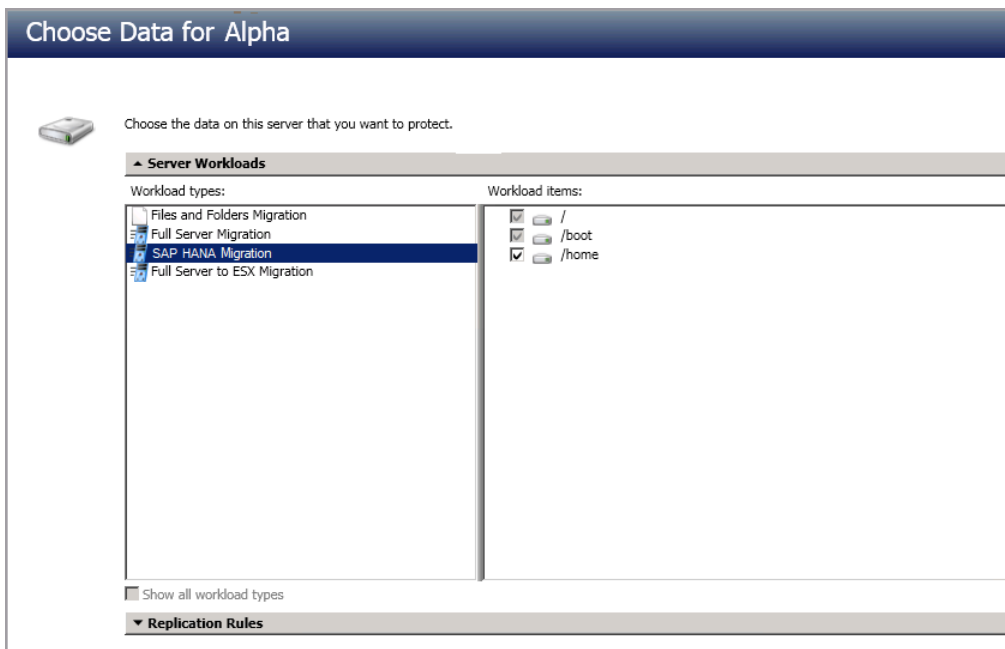 Choose Data for Alpha
Choose the data on this server that you want to protect.
Server Workloads
Workload types:
Workload items:
Files and Folders Migration
Full Server Migration
SAP HANA Migration
Full Server to ESX Migration
/
/boot
/home
Show all workload types
Replication Rules